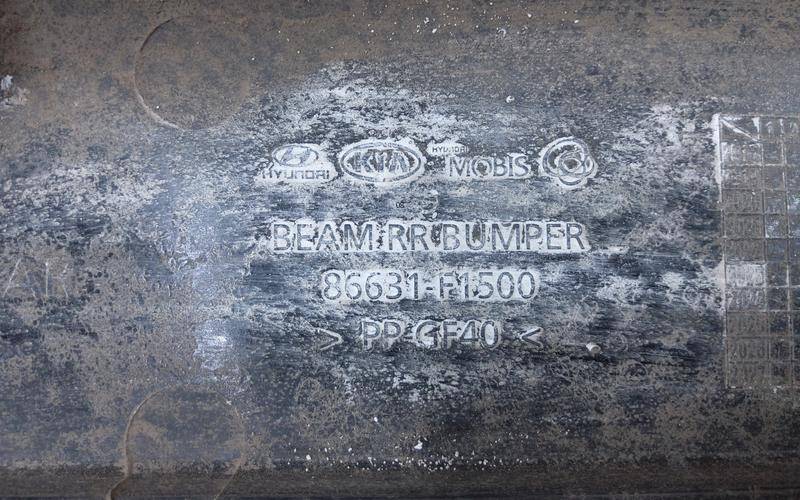 HYUNDAI KIA HYUNDAI MOBIS
BEAM RR BUMPER
86631-F1500
> PP-GF40 <